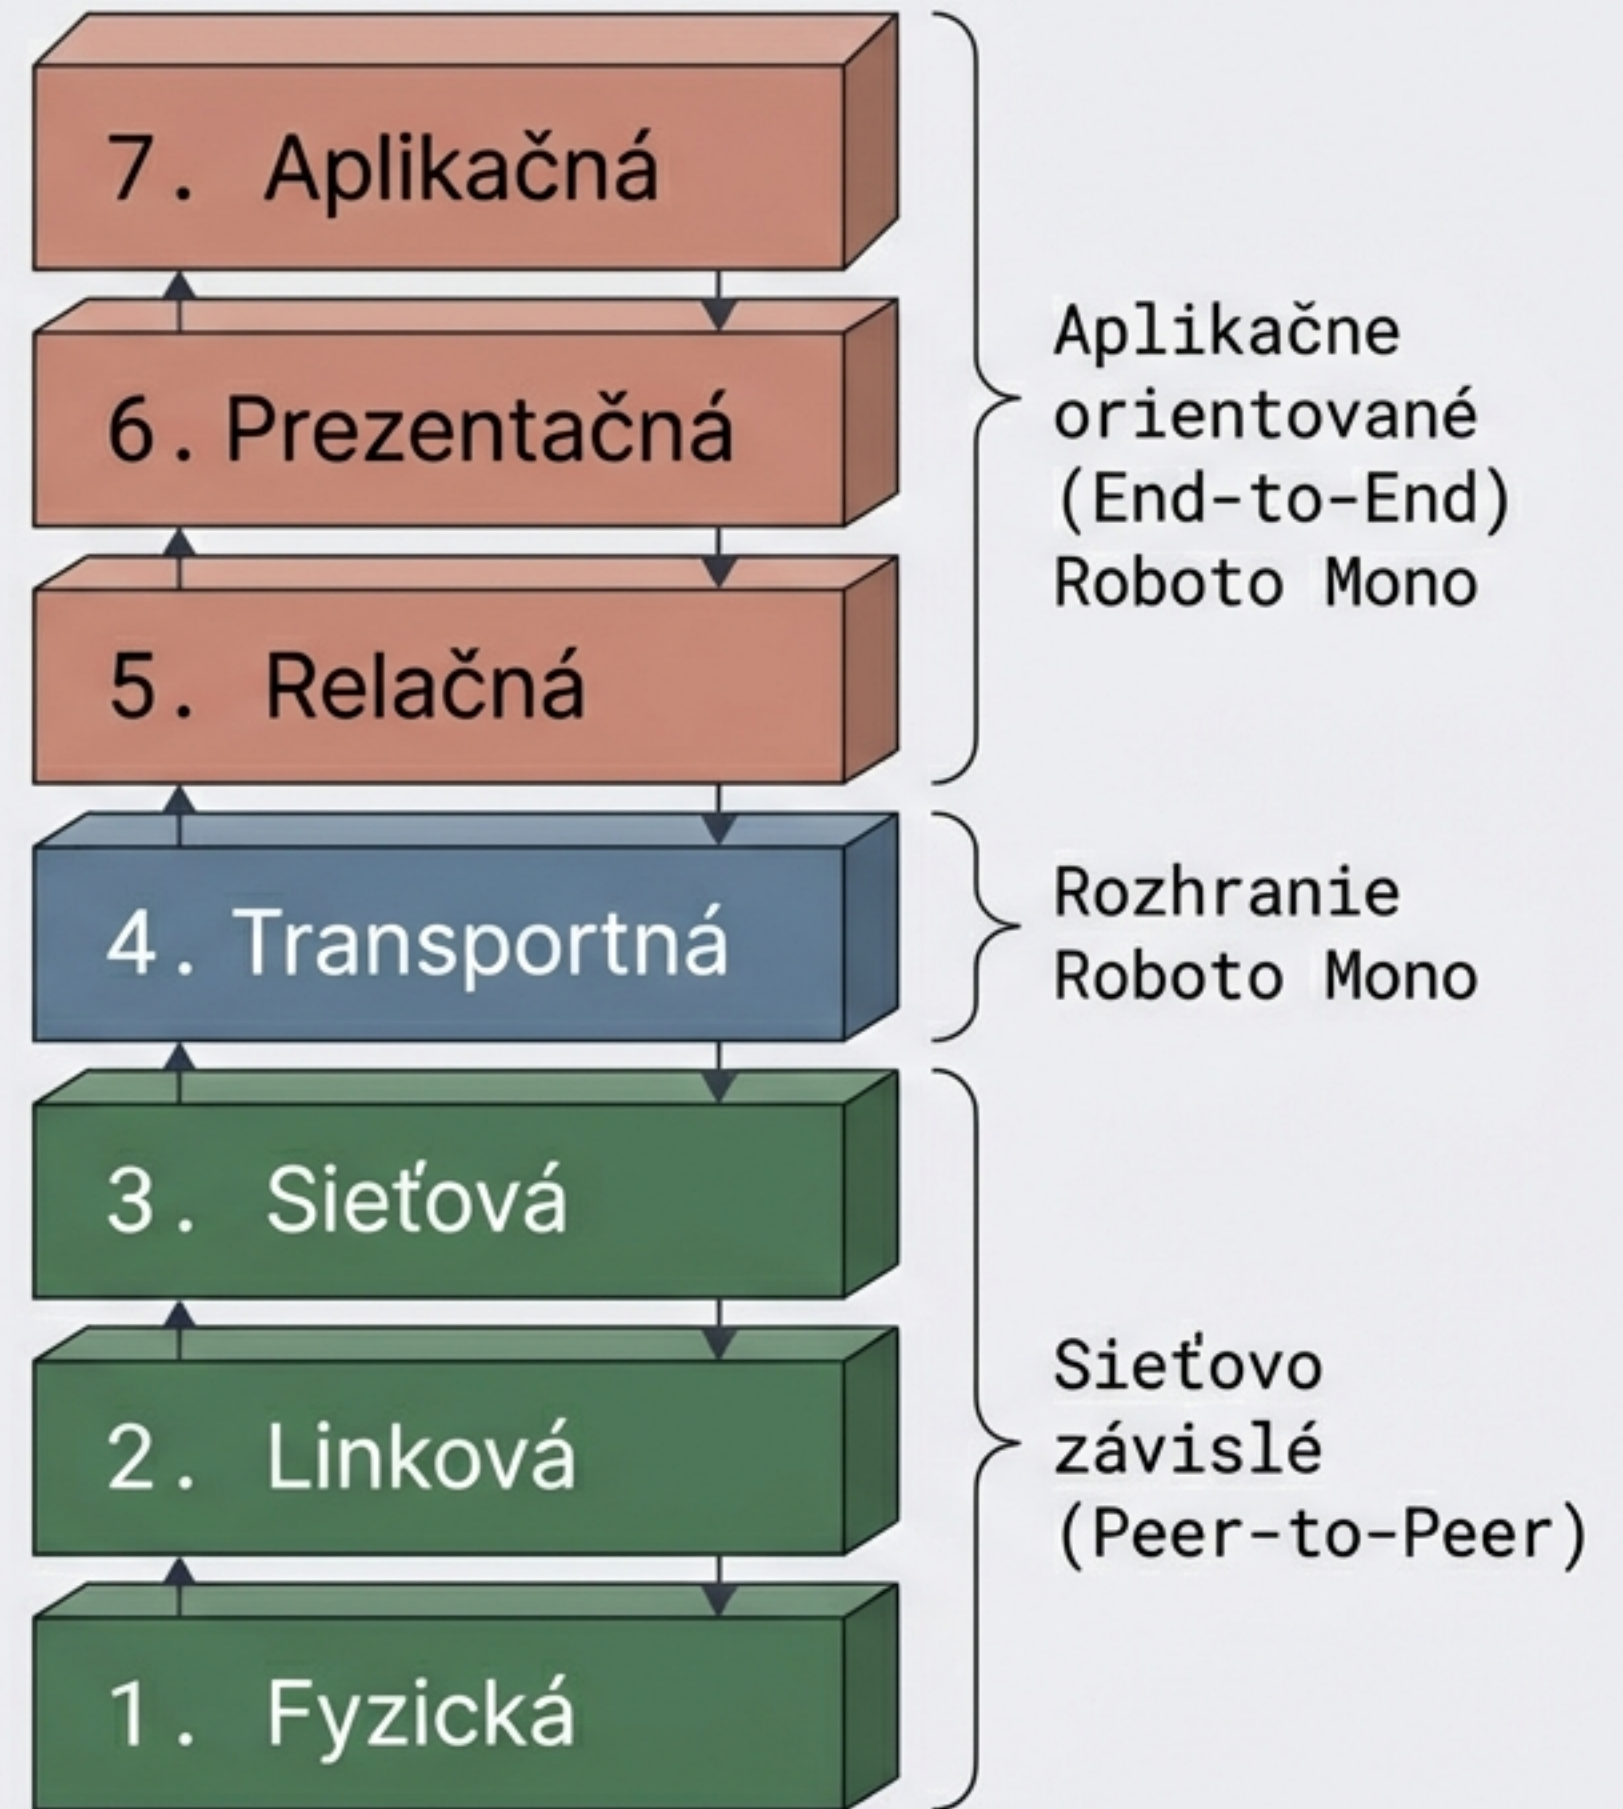 7. Aplikačná
6. Prezentačná
5. Relačná
4. Transportná
3. Sieťová
2. Linková
1. Fyzická
Aplikačne
orientované
(End-to-End)
Roboto Mono
Rozhranie
Roboto Mono
Sieťovo
závislé
(Peer-to-Peer)